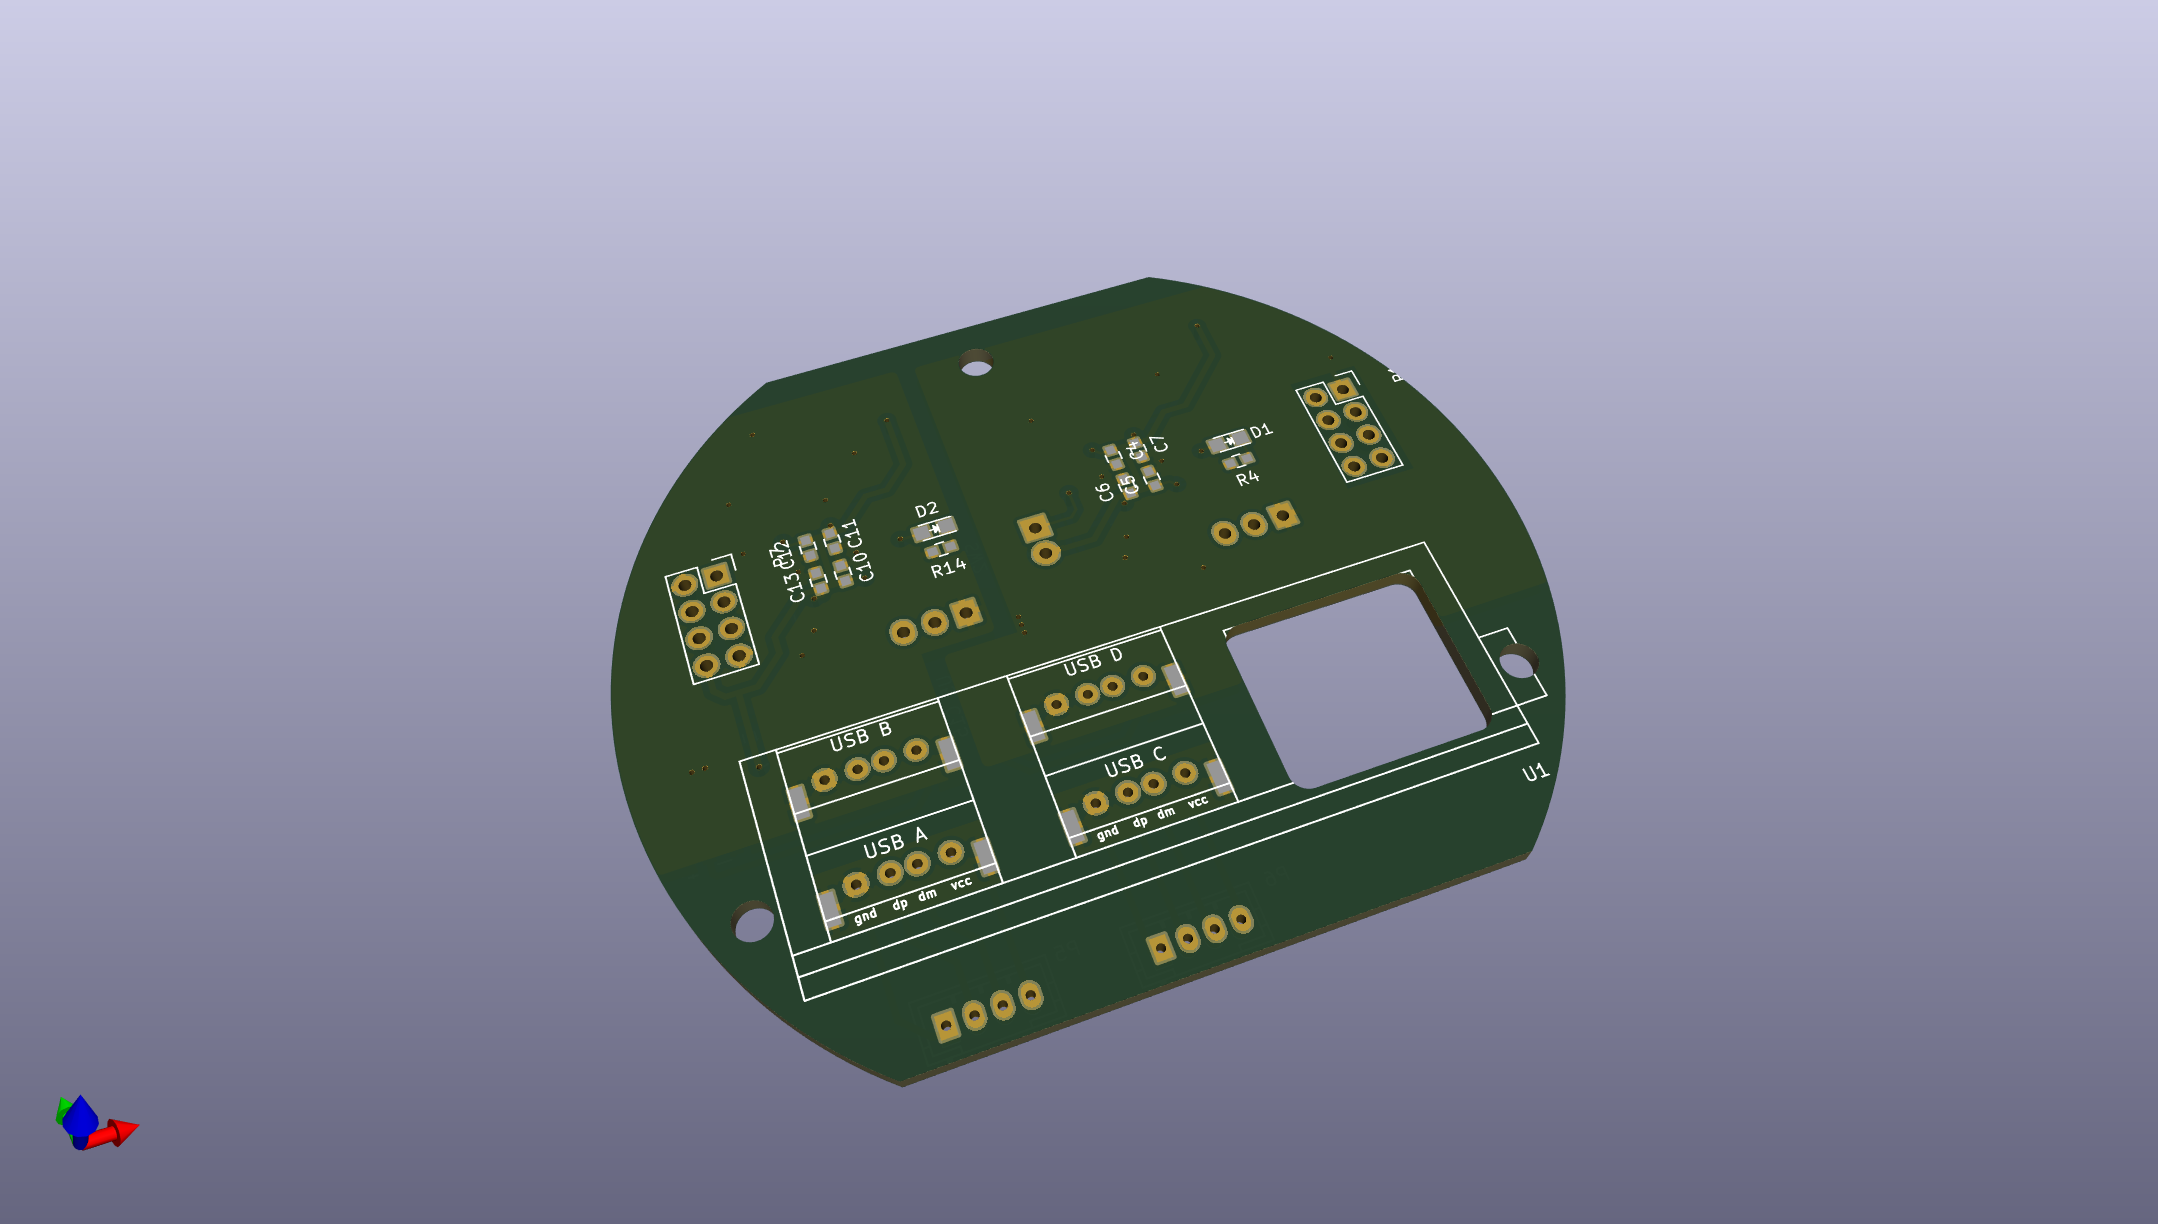 D1
C4
C7
R4
C6
C5
D2
C11
C12
R14
C10
C13
USB D
USB B
USB C
U1
gnd dp dm vcc
USB A
gnd dp dm vcc